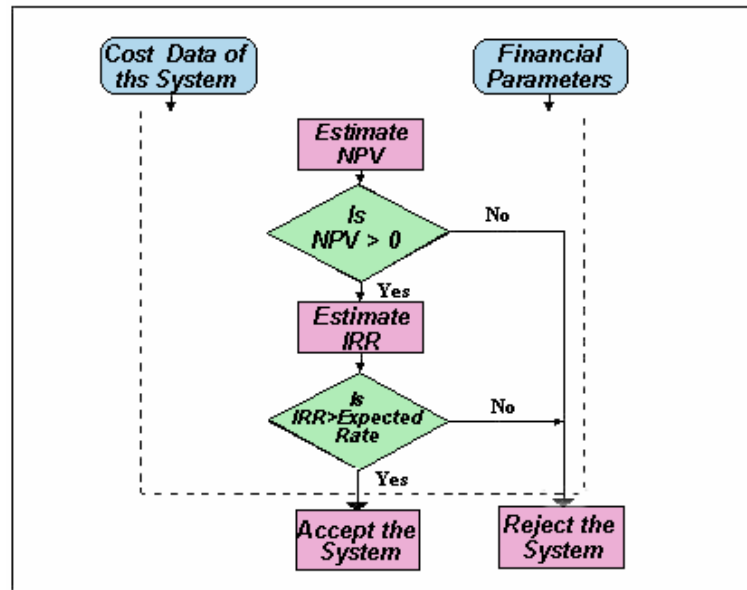 Cost Data of
ths System
Financial
Parameters
Estimate
NPV
Is
NPV > 0
No
Yes
Estimate
IRR
Is
IRR>Expected
Rate
No
Yes
Accept the
System
Reject the
System